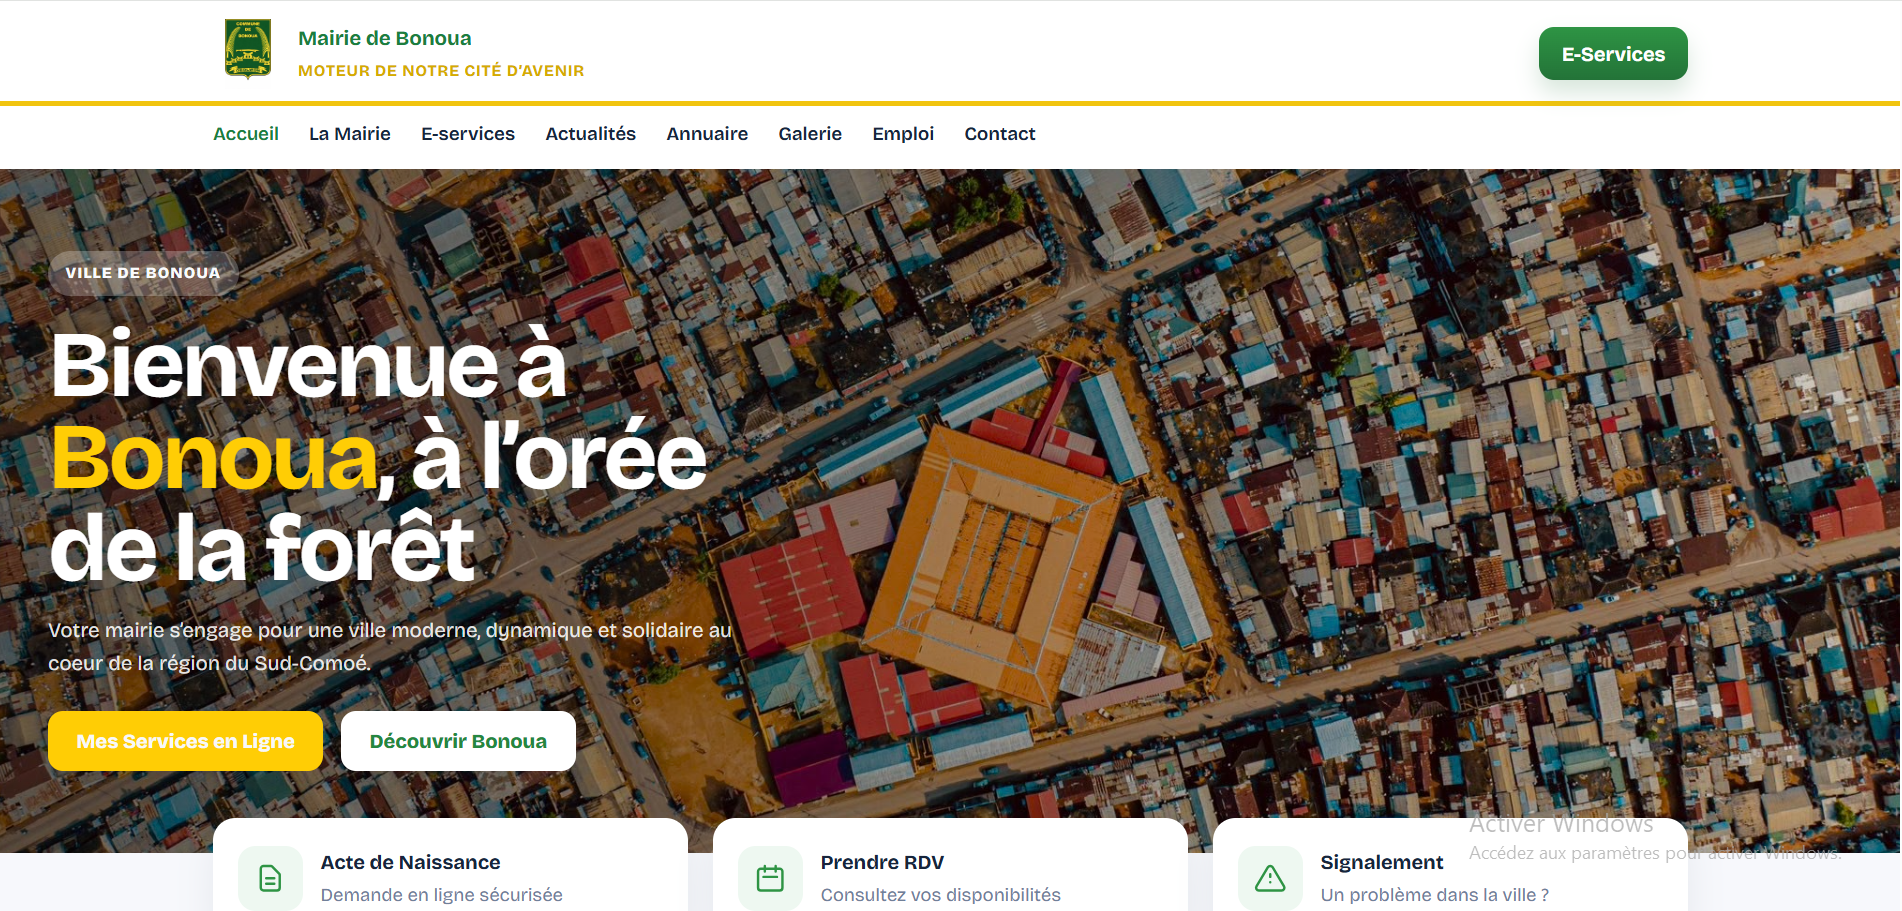 COMMUNE
DE
BONOUA
Mairie de Bonoua
MOTEUR DE NOTRE CITÉ D'AVENIR
E-Services
Accueil La Mairie E-services Actualités Annuaire Galerie Emploi Contact
VILLE DE BONOUA
Bienvenue à
Bonoua, à l'orée
de la forêt
Votre mairie s'engage pour une ville moderne, dynamique et solidaire au
coeur de la région du Sud-Comoé.
Mes Services en Ligne Découvrir Bonoua
Acte de Naissance
Demande en ligne sécurisée
Prendre RDV
Consultez vos disponibilités
Signalement
Un problème dans la ville ?
Activer Windows
Accédez aux paramètres pour activer Windows.